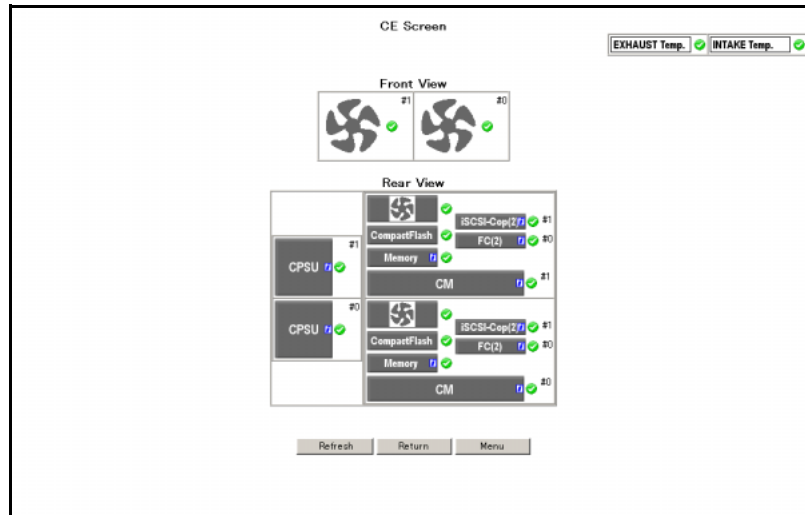 CE Screen
EXHAUST Temp. INTAKE Temp.
Front View
#1 #0
Rear View
iSCSI-Cop(2) #1
CompactFlash FC(2) #0
#1
Memory
CPSU
CM #1
#0
iSCSI-Cop(2) #1
CPSU
CompactFlash FC(2) #0
Memory
CM #0
Refresh Return Menu